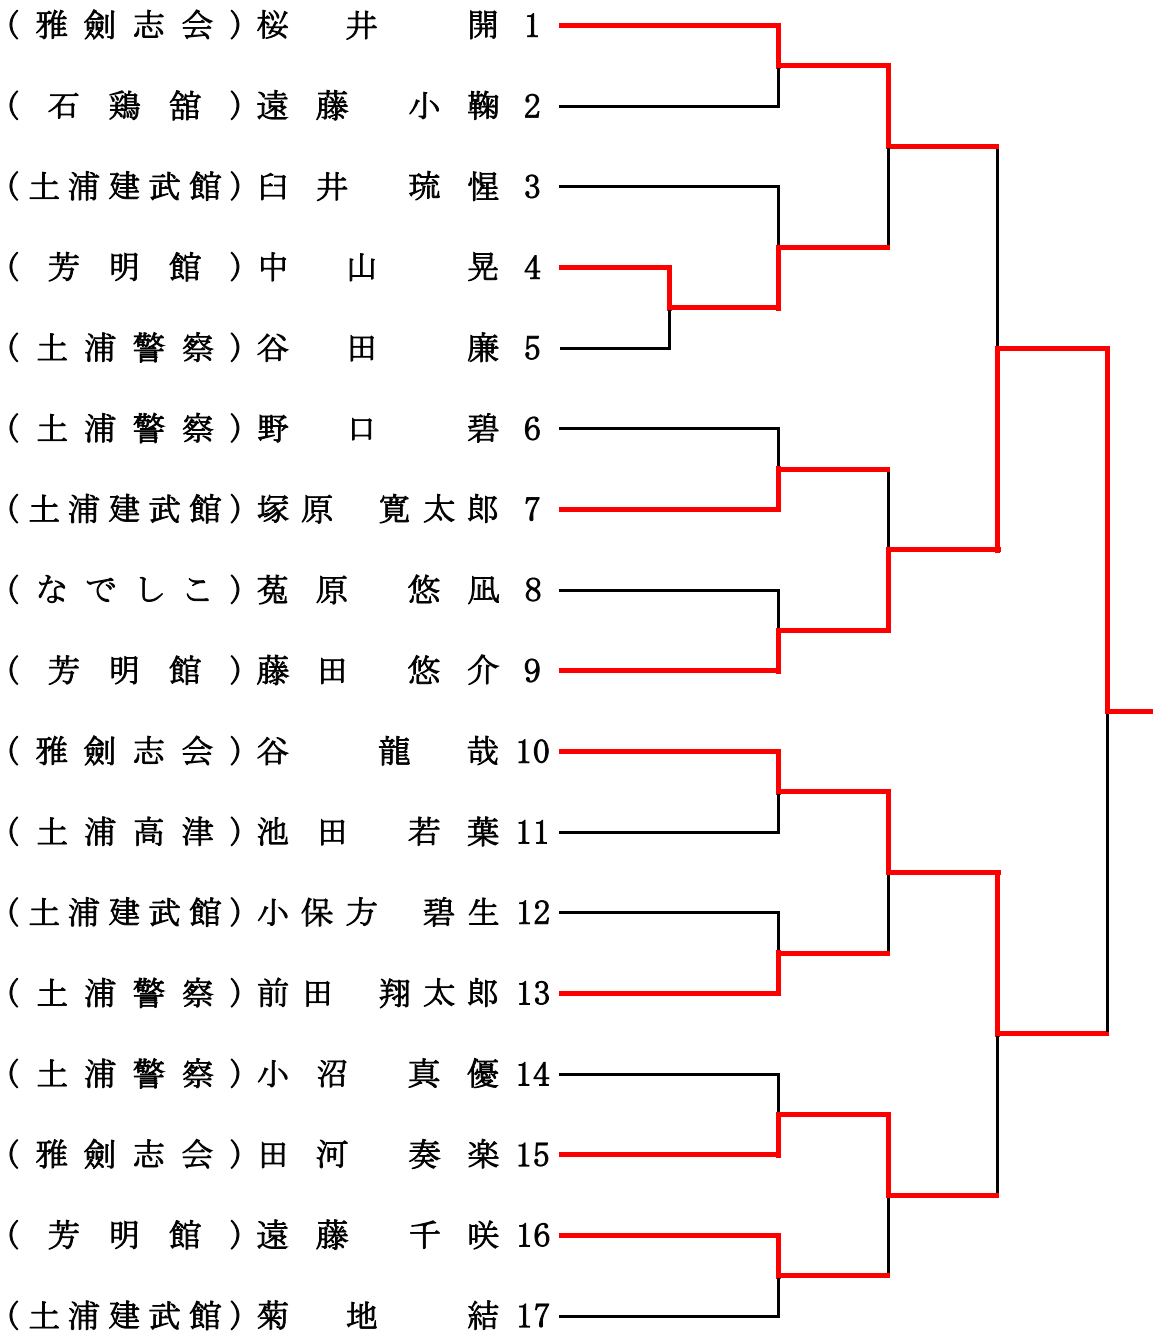 (雅劍志会)桜井 開 1
(石鶏舘)遠藤 小鞠 2
(土浦建武館)臼井 琉惺 3
(芳明館)中山 晃 4
(土浦警察)谷田 廉 5
(土浦警察)野口 碧 6
(土浦建武館)塚原 寛太郎 7
(なでしこ)菟原 悠凪 8
(芳明館)藤田 悠介 9
(雅劍志会)谷 龍哉 10
(土浦高津)池田 若葉 11
(土浦建武館)小保方 碧生 12
(土浦警察)前田 翔太郎 13
(土浦警察)小沼 真優 14
(雅劍志会)田河 奏楽 15
(芳明館)遠藤 千咲 16
(土浦建武館)菊地 結 17